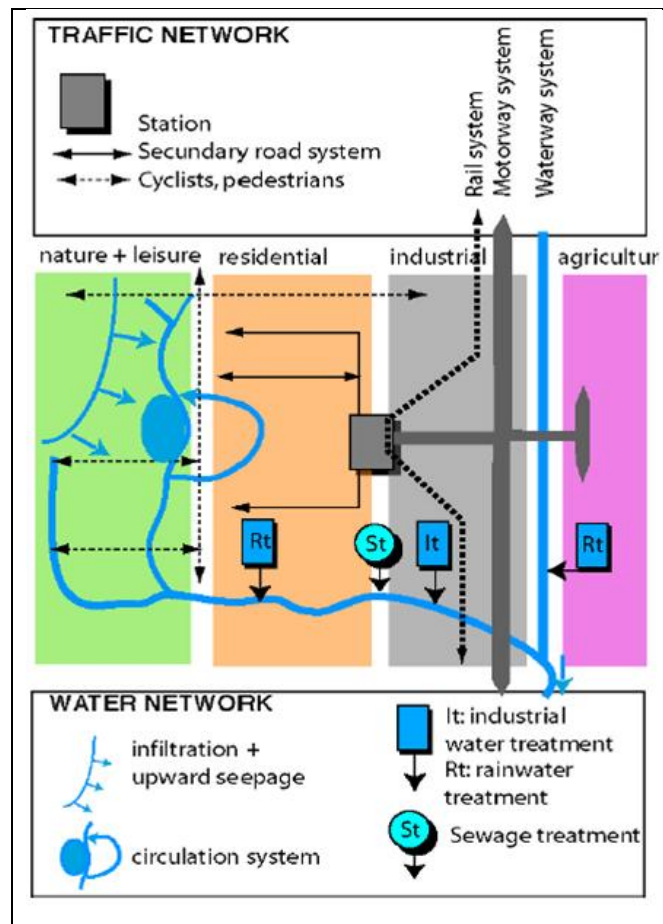 TRAFFIC NETWORK
Station
Secundary road system
Cyclists, pedestrians
Rail system
Motorway system
Waterway system
nature + leisure
residential
industrial
agricultur
Rt
St
It
Rt
WATER NETWORK
infiltration +
upward seepage
circulation system
It: industrial
water treatment
Rt: rainwater
treatment
St
Sewage treatment